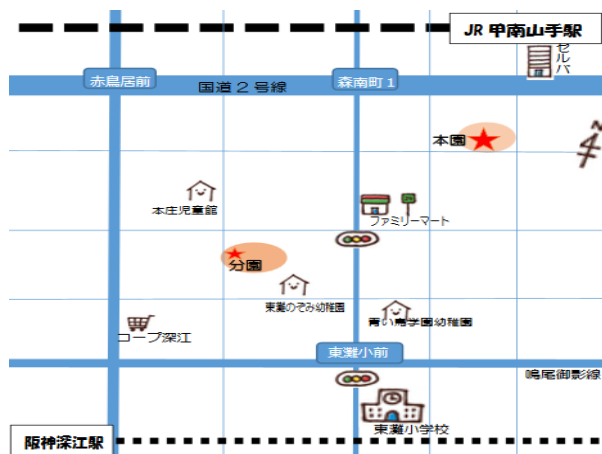 JR 甲南山手駅
セルバ
赤鳥居前
国道2号線
森南町1
本園
N
本庄児童館
ファミリーマート
分園
東灘のぞみ幼稚園
青い鳥学園幼稚園
コープ深江
東灘小前
鳴尾御影線
東灘小学校
阪神深江駅